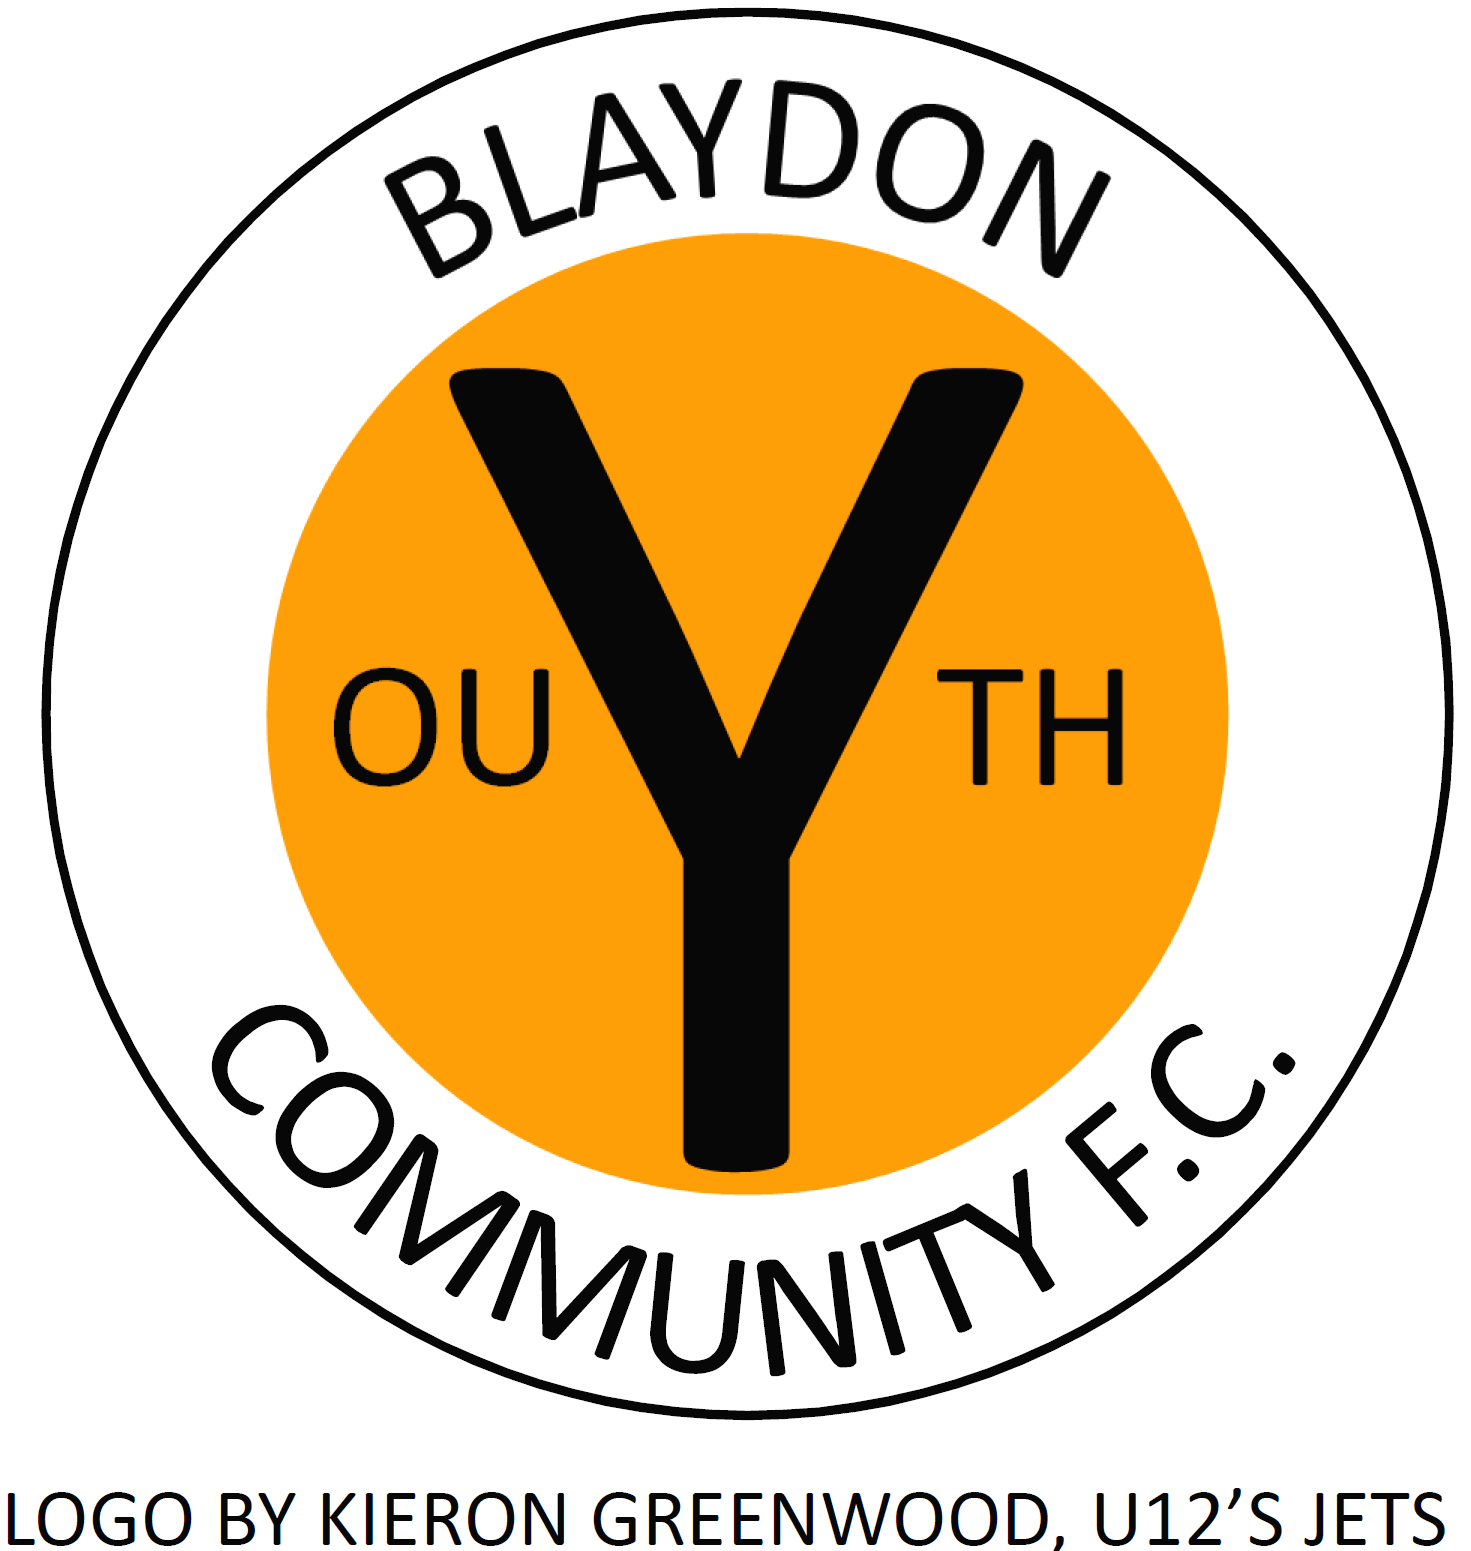 BLAYDON
OU Y TH
COMMUNITY F.C.
LOGO BY KIERON GREENWOOD, U12’S JETS